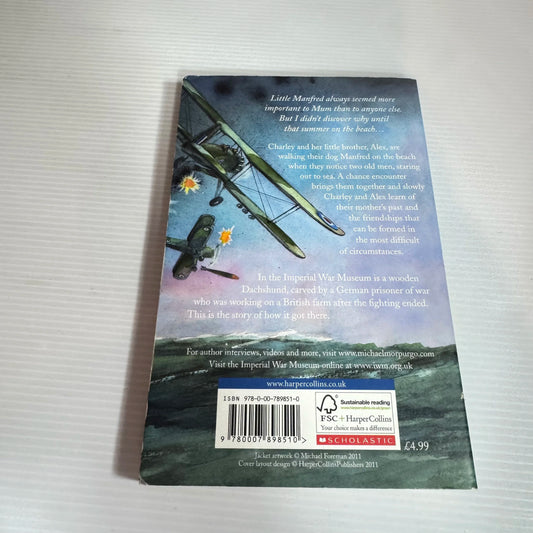 Little Manfred always seemed more
important to Mum than to anyone else.
But I didn't discover why until
that summer on the beach…
Charley and her little brother, Alex, are
walking their dog Manfred on the beach
when they notice two old men, staring
out to sea. A chance encounter
brings them together and slowly
Charley and Alex learn of
their mother's past and
the friendships that
can be formed in
the most difficult
of circumstances.
In the Imperial War Museum is a wooden
Dachshund, carved by a German prisoner of war
who was working on a British farm after the fighting ended.
This is the story of how it got there.
For author interviews, videos and more, visit www.michaelmorpurgo.com
Visit the Imperial War Museum online at www.iwm.org.uk
www.harpercollins.co.uk
ISBN 978-0-00-789851-0
9 780007 898510 >
Sustainable reading
FSC + HarperCollins
Your choice makes a difference
SCHOLASTIC
£4.99
Jacket artwork © Michael Foreman 2011
Cover layout design © HarperCollinsPublishers 2011